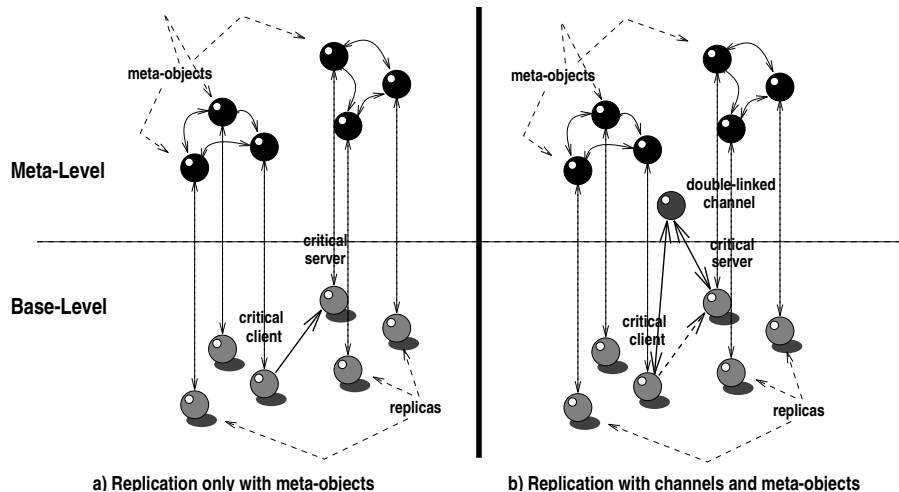 meta-objects
Meta-Level
critical
server
Base-Level
critical
client
replicas
a) Replication only with meta-objects
meta-objects
double-linked
channel
critical
server
critical
client
replicas
b) Replication with channels and meta-objects